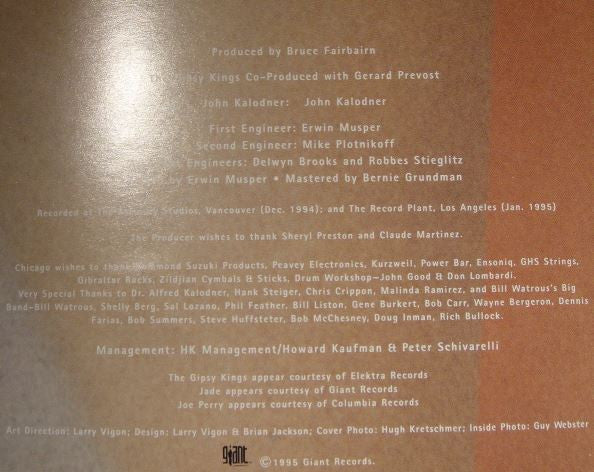 Produced by Bruce Fairbairn
The Gipsy Kings Co-Produced with Gerard Prevost
John Kalodner: John Kalodner
First Engineer: Erwin Musper
Second Engineer: Mike Plotnikoff
Engineers: Delwyn Brooks and Robbes Stieglitz
by Erwin Musper • Mastered by Bernie Grundman
Recorded at The Studios, Vancouver (Dec. 1994); and The Record Plant, Los Angeles (Jan. 1995)
The Producer wishes to thank Sheryl Preston and Claude Martinez.
Chicago wishes to thank Hammond Suzuki Products, Peavey Electronics, Kurzweil, Power Bar, Ensoniq, GHS Strings,
Gibraltar Racks, Zildjian Cymbals & Sticks, Drum Workshop—John Good & Don Lombardi.
Very Special Thanks to Dr. Alfred Kalodner, Hank Steiger, Chris Crippon, Malinda Ramirez, and Bill Watrous's Big
Band—Bill Watrous, Shelly Berg, Sal Lozano, Phil Feather. Bill Liston, Gene Burkert, Bob Carr, Wayne Bergeron, Dennis
Farias, Bob Summers, Steve Huffsteter, Bob McChesney, Doug Inman, Rich Bullock.
Management: HK Management/Howard Kaufman & Peter Schivarelli
The Gipsy Kings appear courtesy of Elektra Records
Jade appears courtesy of Giant Records
Joe Perry appears courtesy of Columbia Records
Art Direction: Larry Vigon; Design: Larry Vigon & Brian Jackson; Cover Photo: Hugh Kretschmer; Inside Photo: Guy Webster
giant
©1995 Giant Records.